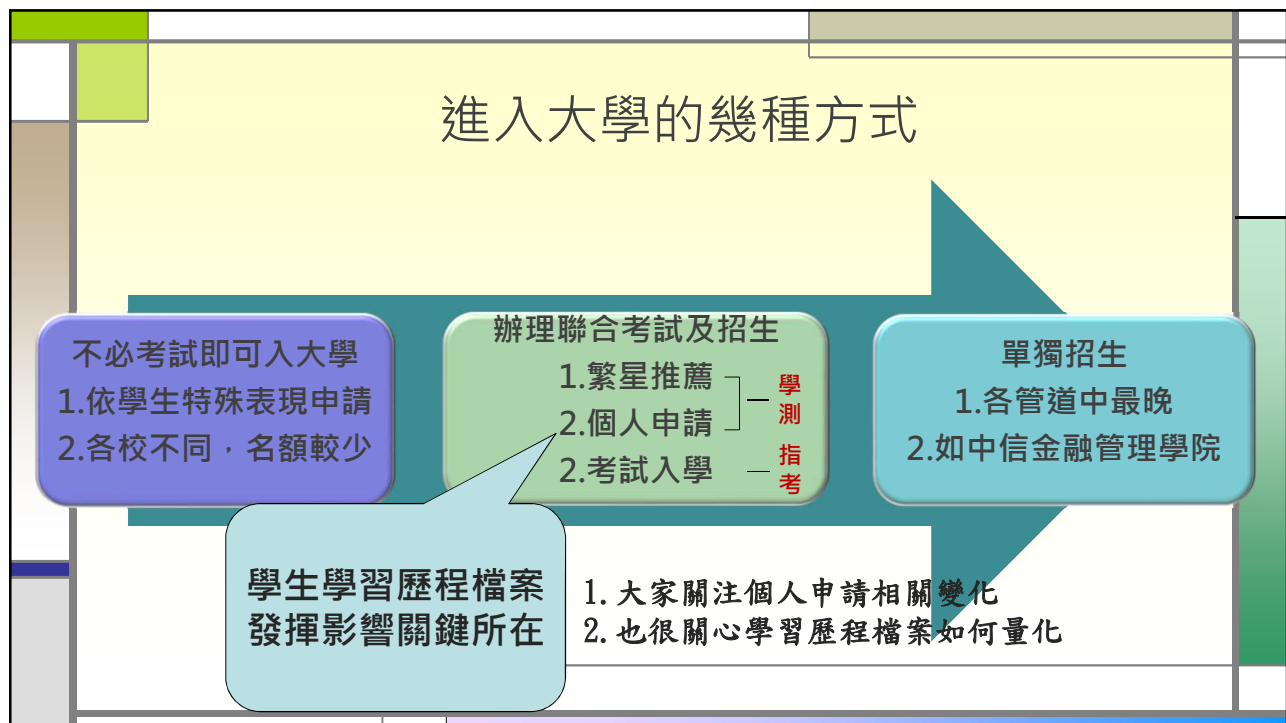 進入大學的幾種方式
不必考試即可入大學
1.依學生特殊表現申請
2.各校不同，名額較少
辦理聯合考試及招生
1.繁星推薦
2.個人申請
學測
2.考試入學
指考
單獨招生
1.各管道中最晚
2.如中信金融管理學院
學生學習歷程檔案
發揮影響關鍵所在
1.大家關注個人申請相關變化
2.也很關心學習歷程檔案如何量化